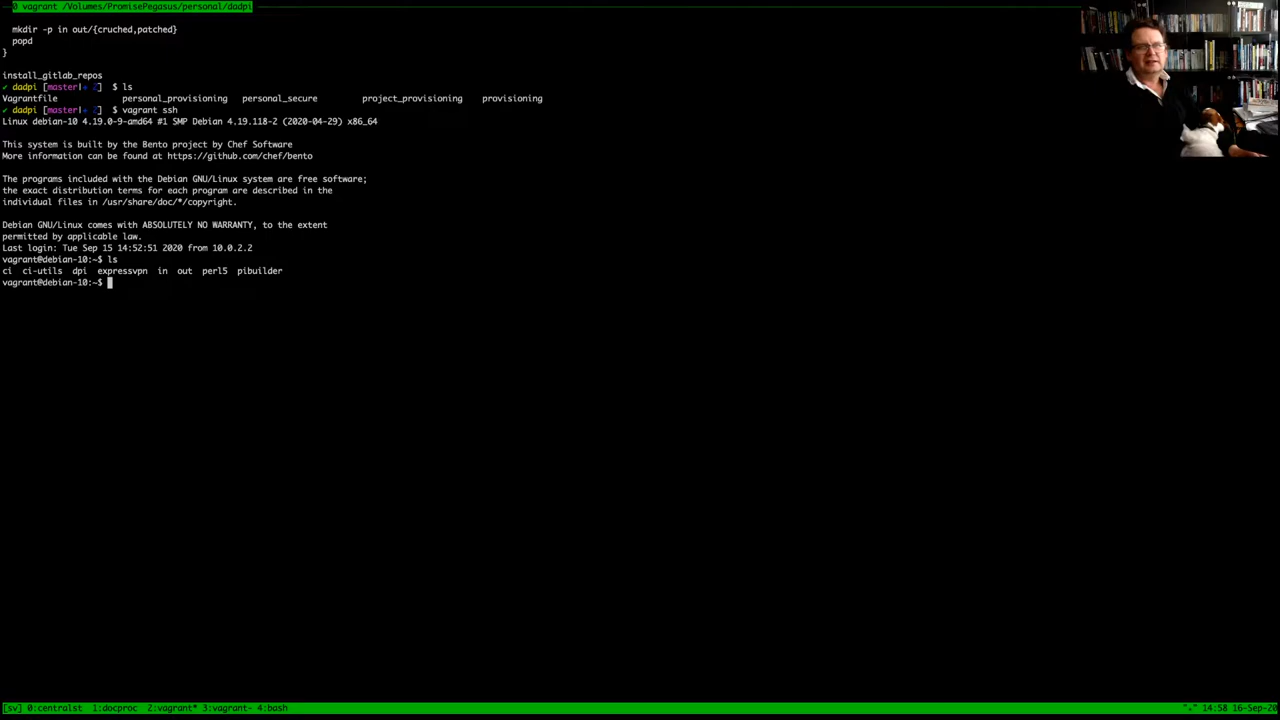 0 vagrant /Volumes/PromisePegasus/personal/dadpi
mkdir -p in out/{cruched,patched}
popd
}
install_gitlab_repos
✓ dadpi [master|+ 2] $ ls
Vagrantfile personal_provisioning personal_secure project_provisioning provisioning
✓ dadpi [master|+ 2] $ vagrant ssh
Linux debian-10 4.19.0-9-amd64 #1 SMP Debian 4.19.118-2 (2020-04-29) x86_64
This system is built by the Bento project by Chef Software
More information can be found at https://github.com/chef/bento
The programs included with the Debian GNU/Linux system are free software;
the exact distribution terms for each program are described in the
individual files in /usr/share/doc/*/copyright.
Debian GNU/Linux comes with ABSOLUTELY NO WARRANTY, to the extent
permitted by applicable law.
Last login: Tue Sep 15 14:52:51 2020 from 10.0.2.2
vagrant@debian-10:~$ ls
ci ci-utils dpi expressvpn in out perl5 pibuilder
vagrant@debian-10:~$
[sv] 0:centralst 1:docproc 2:vagrant* 3:vagrant- 4:bash "." 14:58 16-Sep-20